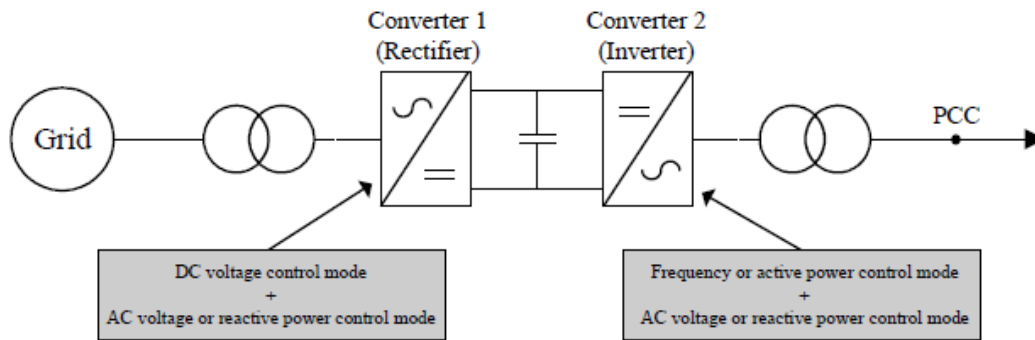 Converter 1
(Rectifier)
Converter 2
(Inverter)
Grid
PCC
DC voltage control mode
+
AC voltage or reactive power control mode
Frequency or active power control mode
+
AC voltage or reactive power control mode